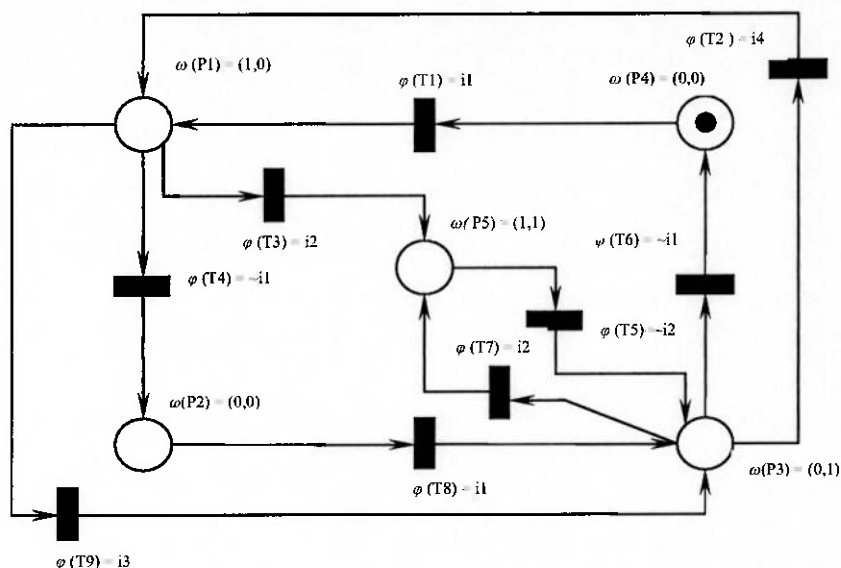 φ (T2 ) = i4
ω (P1) = (1,0)
φ (T1) = i1
ω (P4) = (0,0)
ω (P5) = (1,1)
φ (T3) = i2
ψ (T6) = ~i1
φ (T4) = ~i1
φ (T5) = ~i2
φ (T7) = i2
ω(P2) = (0,0)
ω(P3) = (0,1)
φ (T8) = i1
φ (T9) = i3